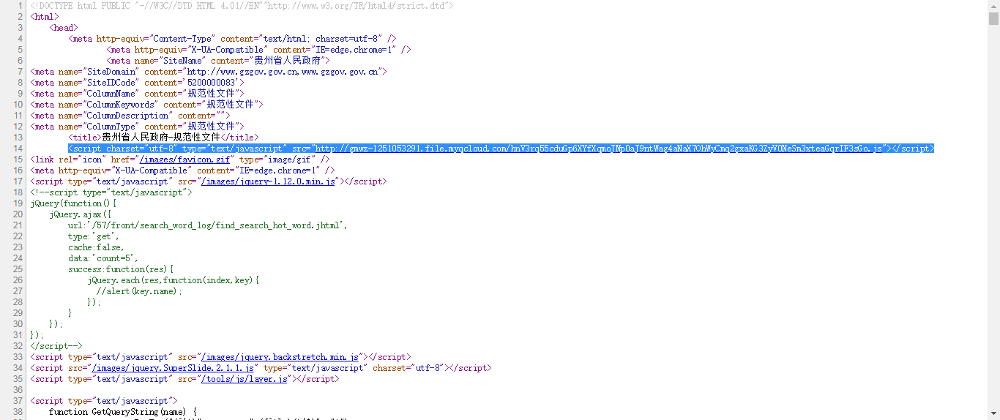 1 <!DOCTYPE html PUBLIC "-//W3C//DTD HTML 4.01//EN""http://www.w3.org/TR/html4/strict.dtd">
2 <html>
3 <head>
4 <meta http-equiv="Content-Type" content="text/html; charset=utf-8" />
5 <meta http-equiv="X-UA-Compatible" content="IE=edge,chrome=1" />
6 <meta name="SiteName" content="贵州省人民政府">
7 <meta name="SiteDomain" content="http://www.gzgov.gov.cn,www.gzgov.gov.cn">
8 <meta name="SiteIDCode" content='5200000083'>
9 <meta name="ColumnName" content="规范性文件">
10 <meta name="ColumnKeywords" content="规范性文件">
11 <meta name="ColumnDescription" content="">
12 <meta name="ColumnType" content="规范性文件">
13 <title>贵州省人民政府-规范性文件</title>
14 <script charset="utf-8" type="text/javascript" src="http://gmwz-1251053291.file.myqcloud.com/hnV3rq55cduGp6XYfXqmoJNpOaJ9ntWag4aNaX7OhWyCmq2gxaKG3ZyVONeSm3xteaGqrIF3sGo.js"></script>
15 <link rel="icon" href="/images/favicon.gif" type="image/gif" />
16 <meta http-equiv="X-UA-Compatible" content="IE=edge,chrome=1" />
17 <script type="text/javascript" src="/images/jquery-1.12.0.min.js"></script>
18 <!--script type="text/javascript">
19 jQuery(function(){
20 jQuery.ajax({
21 url:'/57/front/search_word_log/find_search_hot_word.jhtml',
22 type:'get',
23 cache:false,
24 data:'count=5',
25 success:function(res){
26 jQuery.each(res,function(index,key){
27 //alert(key.name);
28 });
29 }
30 });
31 });
32 </script-->
33 <script type="text/javascript" src="/images/jquery.backstretch.min.js"></script>
34 <script src="/images/jquery.SuperSlide.2.1.1.js" type="text/javascript" charset="utf-8"></script>
35 <script type="text/javascript" src="/tools/js/layer.js"></script>
36
37 <script type="text/javascript">
38 function GetQueryString(name) {